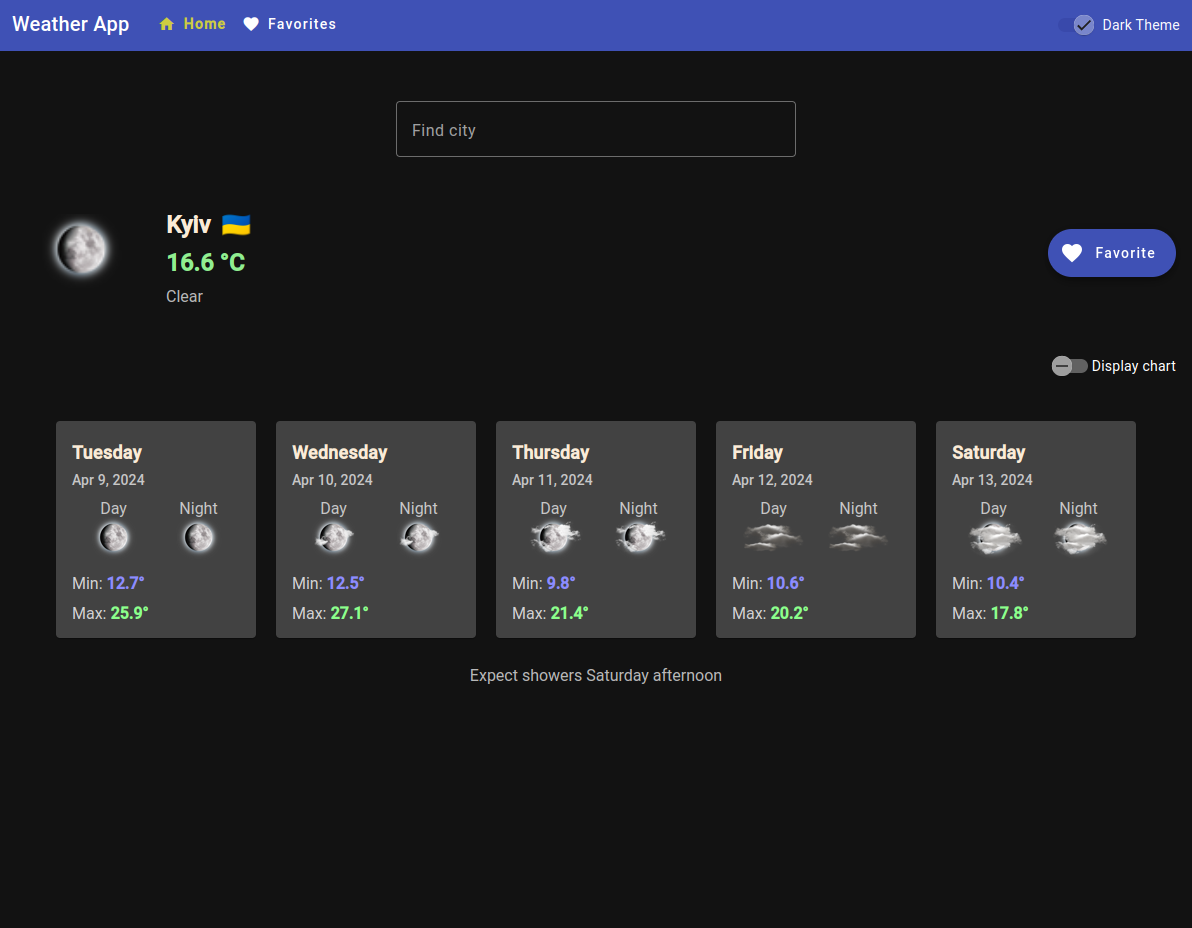 Weather App Home Favorites Dark Theme
Find city
Kyiv
16.6 °C
Clear
Favorite
Display chart
Tuesday
Apr 9, 2024
Day Night
Min: 12.7°
Max: 25.9°
Wednesday
Apr 10, 2024
Day Night
Min: 12.5°
Max: 27.1°
Thursday
Apr 11, 2024
Day Night
Min: 9.8°
Max: 21.4°
Friday
Apr 12, 2024
Day Night
Min: 10.6°
Max: 20.2°
Saturday
Apr 13, 2024
Day Night
Min: 10.4°
Max: 17.8°
Expect showers Saturday afternoon